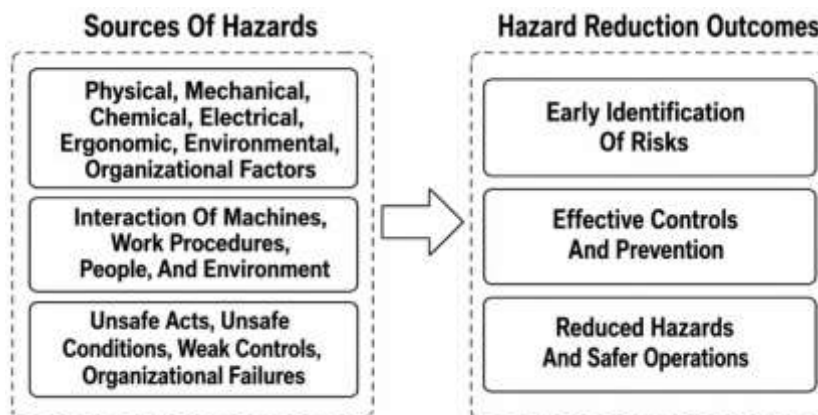 Sources Of Hazards
Physical, Mechanical,
Chemical, Electrical,
Ergonomic, Environmental,
Organizational Factors
Interaction Of Machines,
Work Procedures,
People, And Environment
Unsafe Acts, Unsafe
Conditions, Weak Controls,
Organizational Failures
Hazard Reduction Outcomes
Early Identification
Of Risks
Effective Controls
And Prevention
Reduced Hazards
And Safer Operations